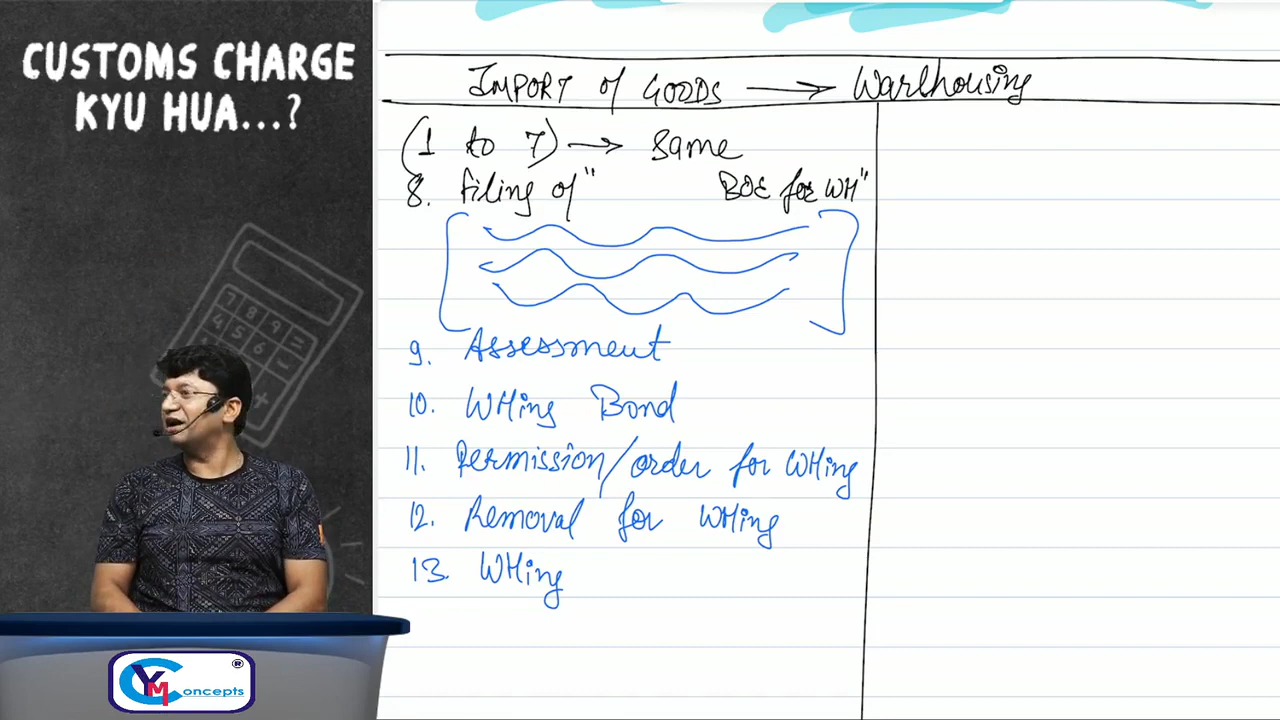 CUSTOMS CHARGE
KYU HUA...?
IMPORT of GOODS → Warehousing
(1 to 7) → Same
8. Filing of " BOE for WH"
9. Assessment
10. WHing Bond
11. Permission/order for WHing
12. Removal for WHing
13. WHing
YM Concepts ®